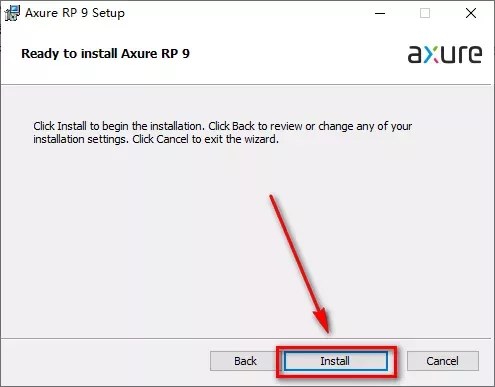 Axure RP 9 Setup
Ready to install Axure RP 9
axure
Click Install to begin the installation. Click Back to review or change any of your
installation settings. Click Cancel to exit the wizard.
Back
Install
Cancel